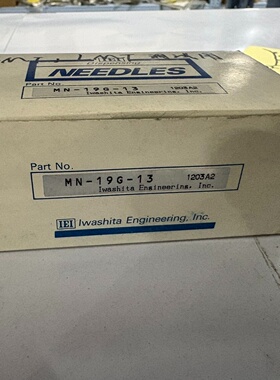 Dispensing
NEEDLES
Part No.
MN-19G-13 1203A2
Iwashita Engineering, Inc.
Part No.
MN-19G-13 1203A2
Iwashita Engineering, Inc.
IEI Iwashita Engineering, Inc.